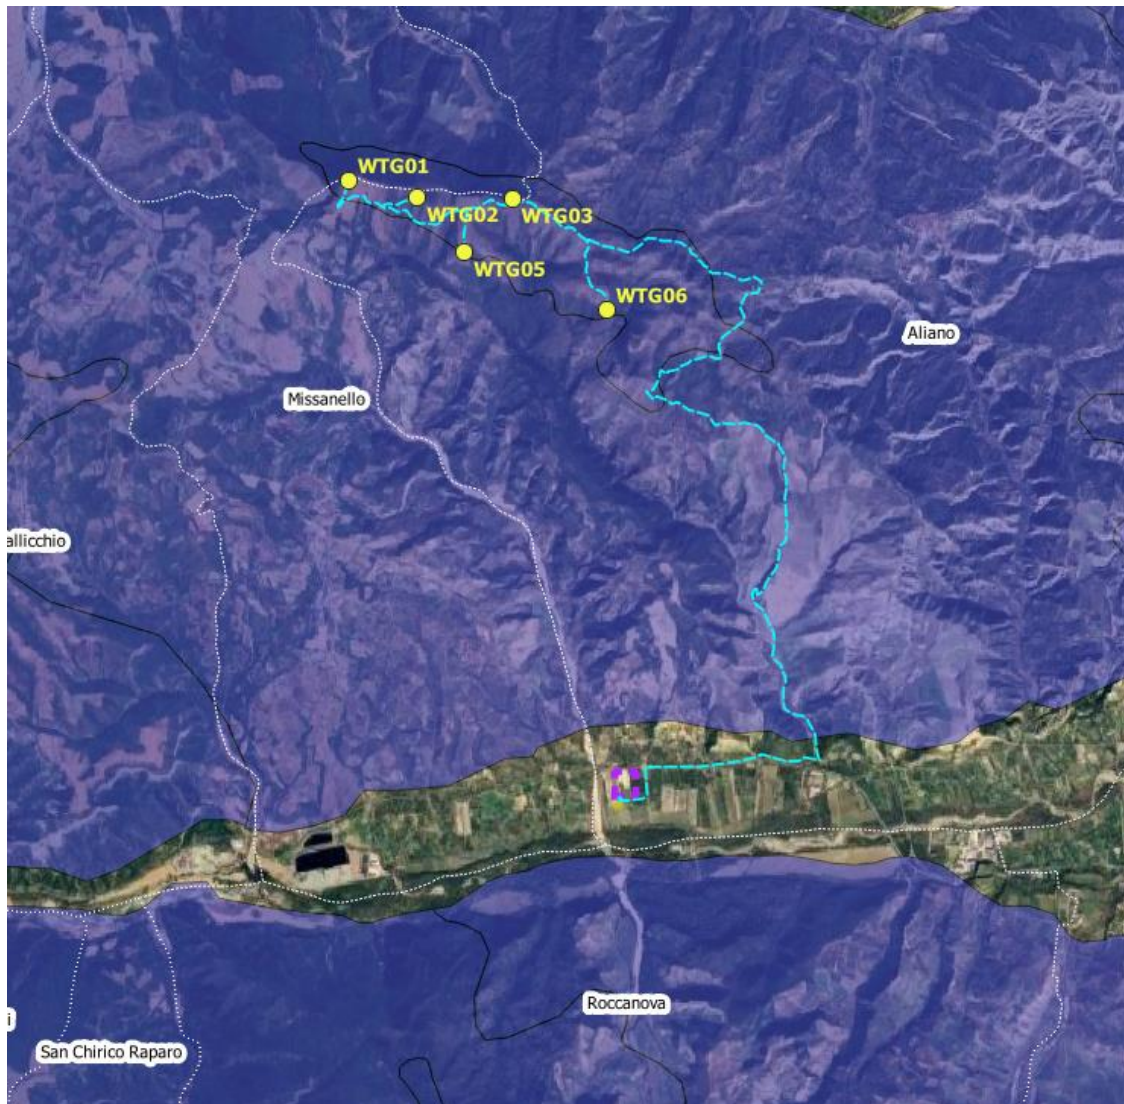 WTG01
WTG02
WTG03
WTG05
WTG06
Aliano
Missanello
allicchio
Roccanova
i
San Chirico Raparo